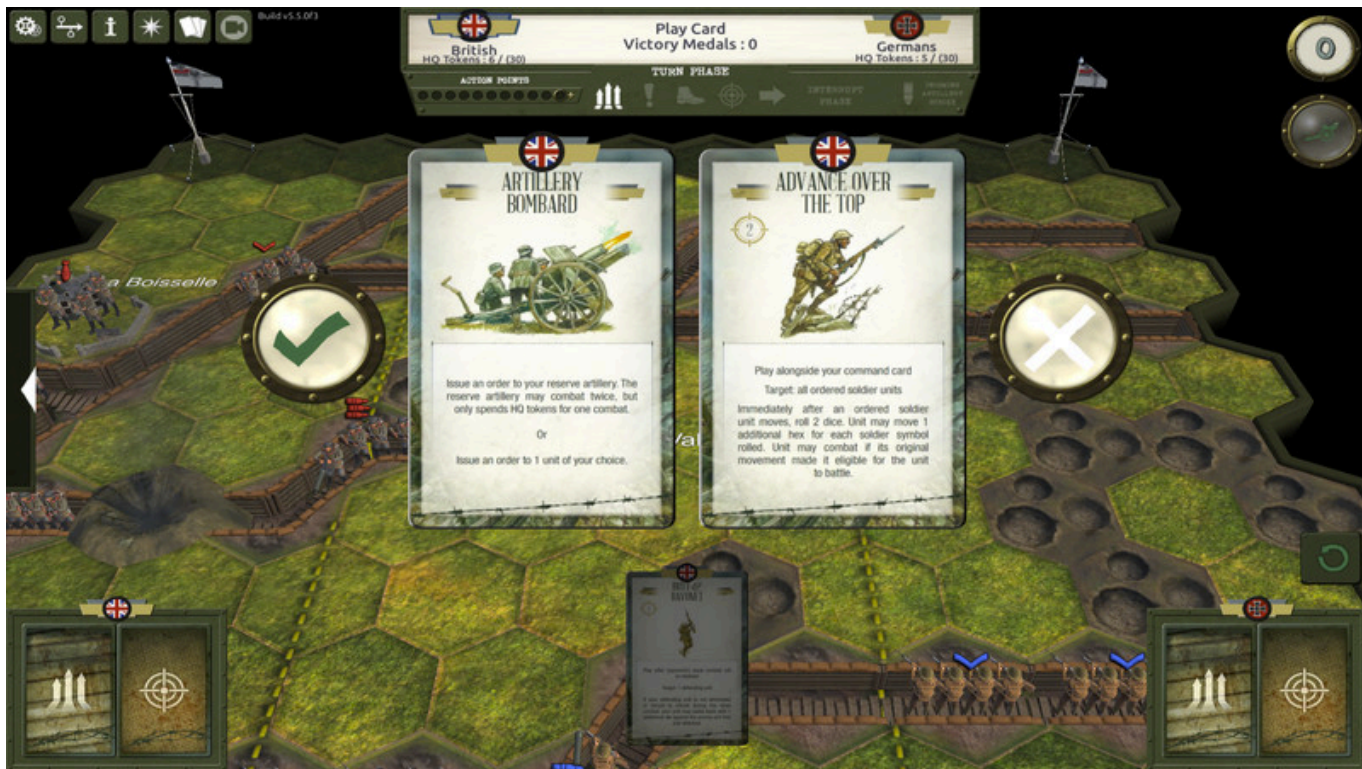 Build v5.5.0f3
British
HQ Tokens : 6 / (30)
Play Card
Victory Medals : 0
Germans
HQ Tokens : 5 / (30)
ACTION POINTS
TURN PHASE
INTERRUPT
PHASE
0
ARTILLERY
BOMBARD
Issue an order to your reserve artillery. The
reserve artillery may combat twice, but
only spends HQ tokens for one combat.
Or
Issue an order to 1 unit of your choice.
ADVANCE OVER
THE TOP
2
Play alongside your command card
Target: all ordered soldier units
Immediately after an ordered soldier
unit moves, roll 2 dice. Unit may move 1
additional hex for each soldier symbol
rolled. Unit may combat if its original
movement made it eligible for the unit
to battle.
a Boisselle
BAYONET